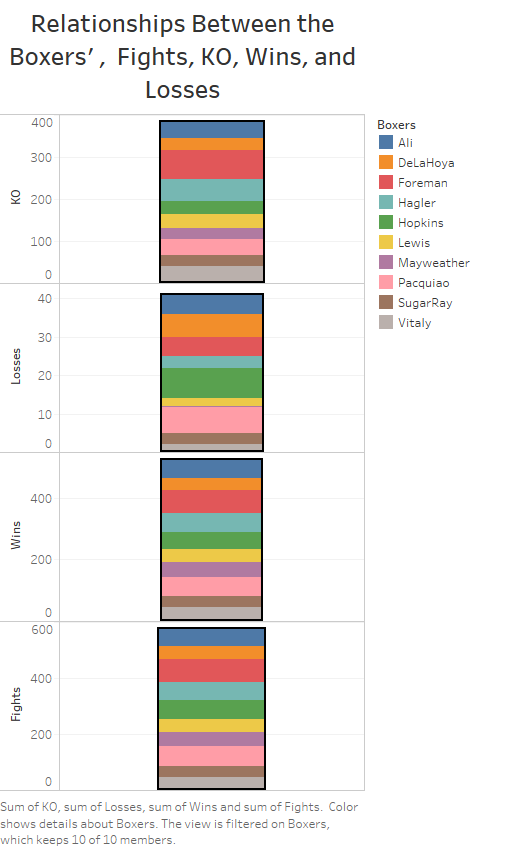 Relationships Between the
Boxers’ ,  Fights, KO, Wins, and
Losses
Boxers
Ali
DeLaHoya
Foreman
Hagler
Hopkins
Lewis
Mayweather
Pacquiao
SugarRay
Vitaly
KO
400
300
200
100
0
Losses
40
30
20
10
0
Wins
400
200
0
Fights
600
400
200
0
Sum of KO, sum of Losses, sum of Wins and sum of Fights.  Color
shows details about Boxers. The view is filtered on Boxers,
which keeps 10 of 10 members.